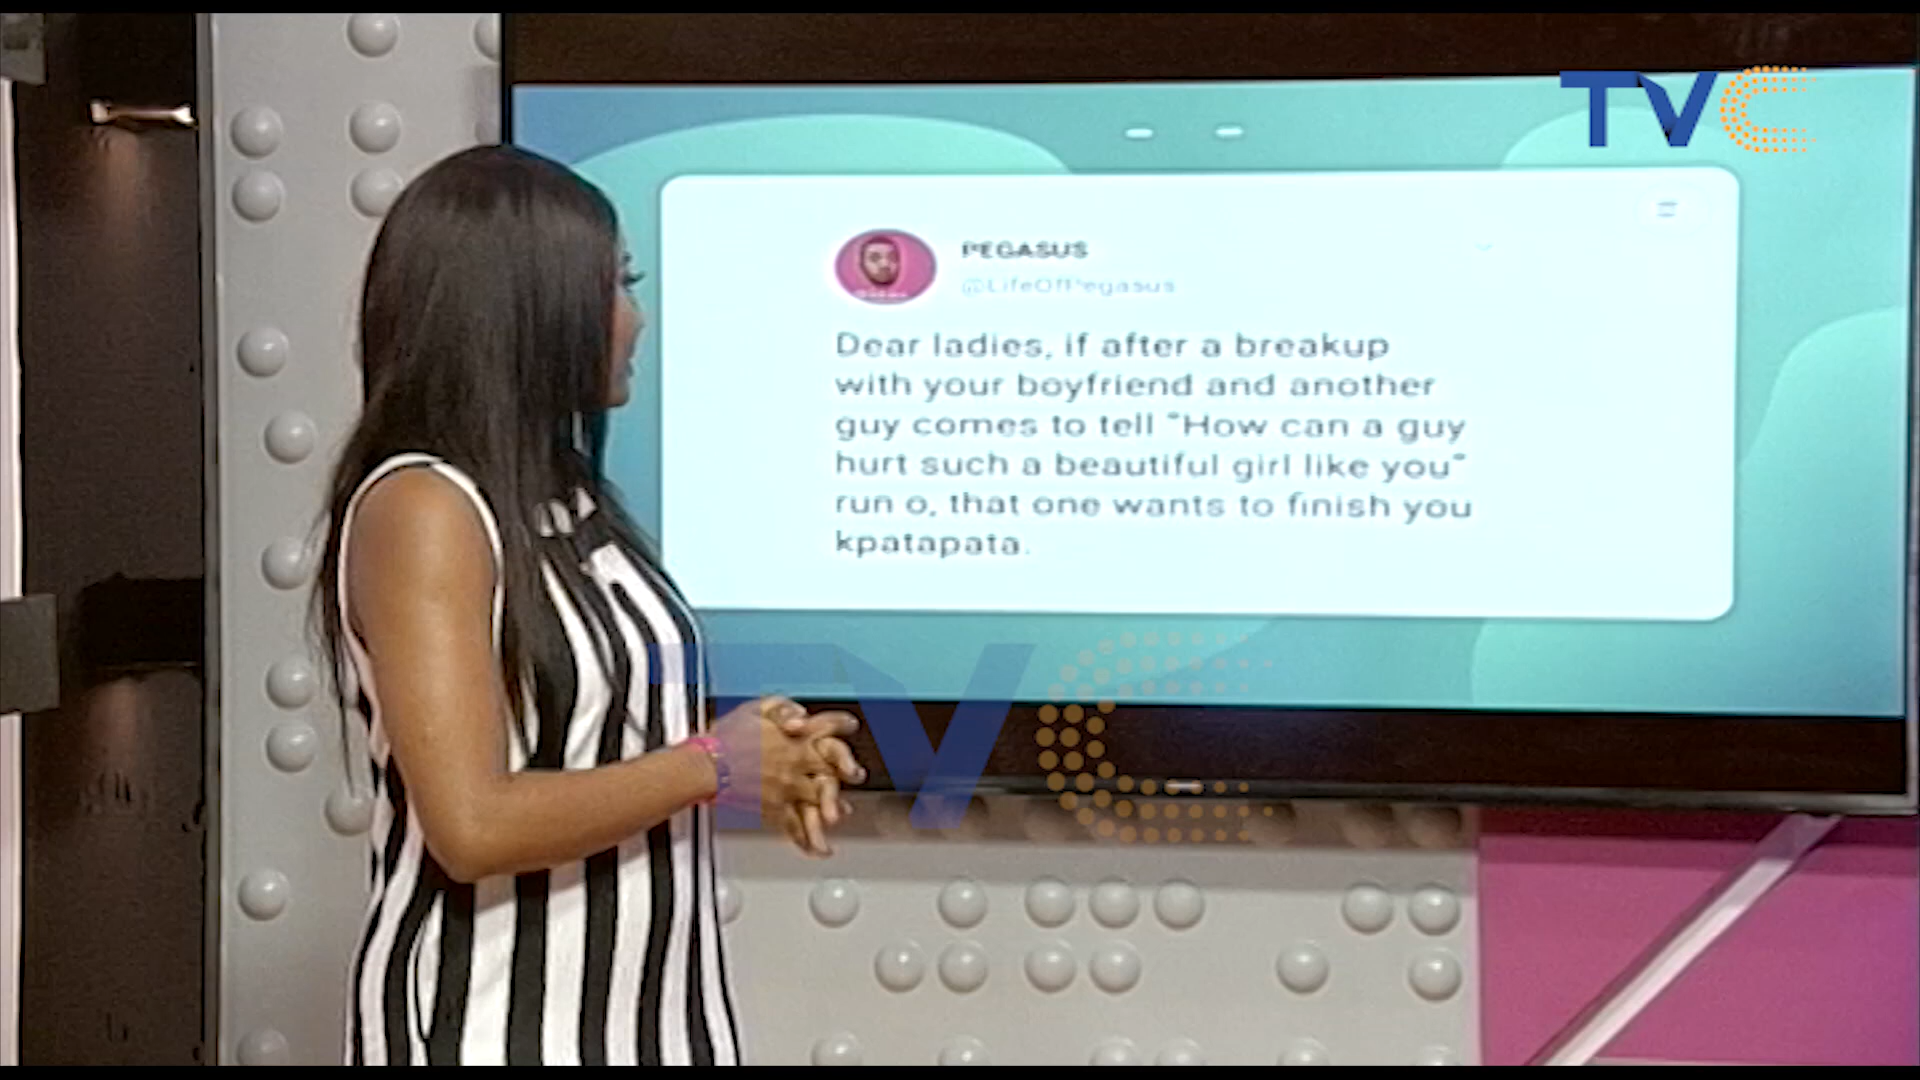 TVC
PEGASUS
@LifeOfPegasus
Dear ladies, if after a breakup
with your boyfriend and another
guy comes to tell "How can a guy
hurt such a beautiful girl like you"
run o, that one wants to finish you
kpatapata.
TVC